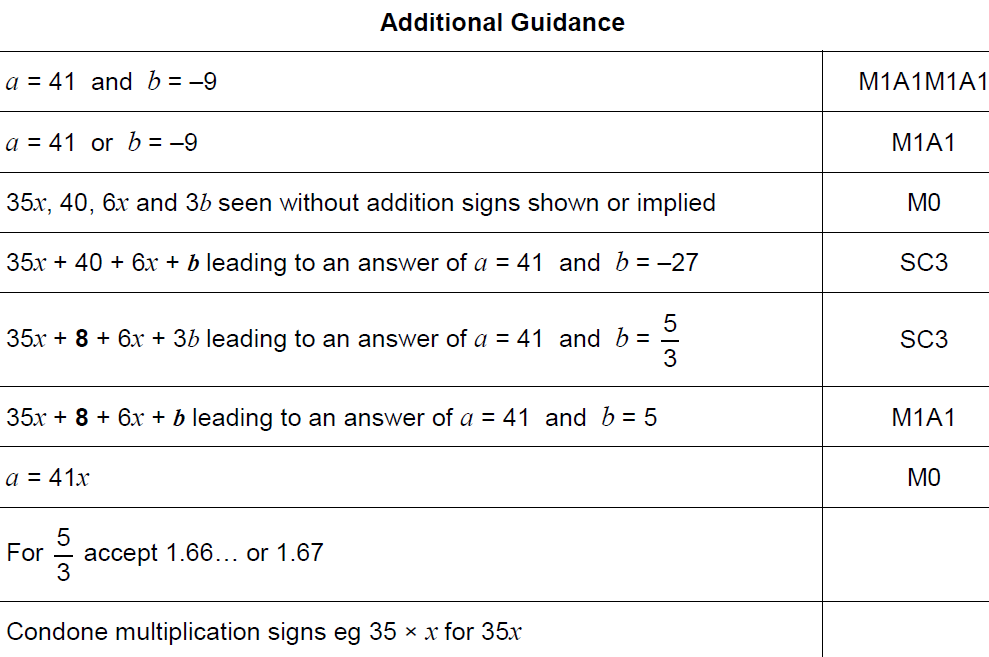 Additional Guidance
a = 41 and b = –9 M1A1M1A1
a = 41 or b = –9 M1A1
35x, 40, 6x and 3b seen without addition signs shown or implied M0
35x + 40 + 6x + b leading to an answer of a = 41 and b = –27 SC3
35x + 8 + 6x + 3b leading to an answer of a = 41 and b = 5/3 SC3
35x + 8 + 6x + b leading to an answer of a = 41 and b = 5 M1A1
a = 41x M0
For 5/3 accept 1.66… or 1.67
Condone multiplication signs eg 35 × x for 35x